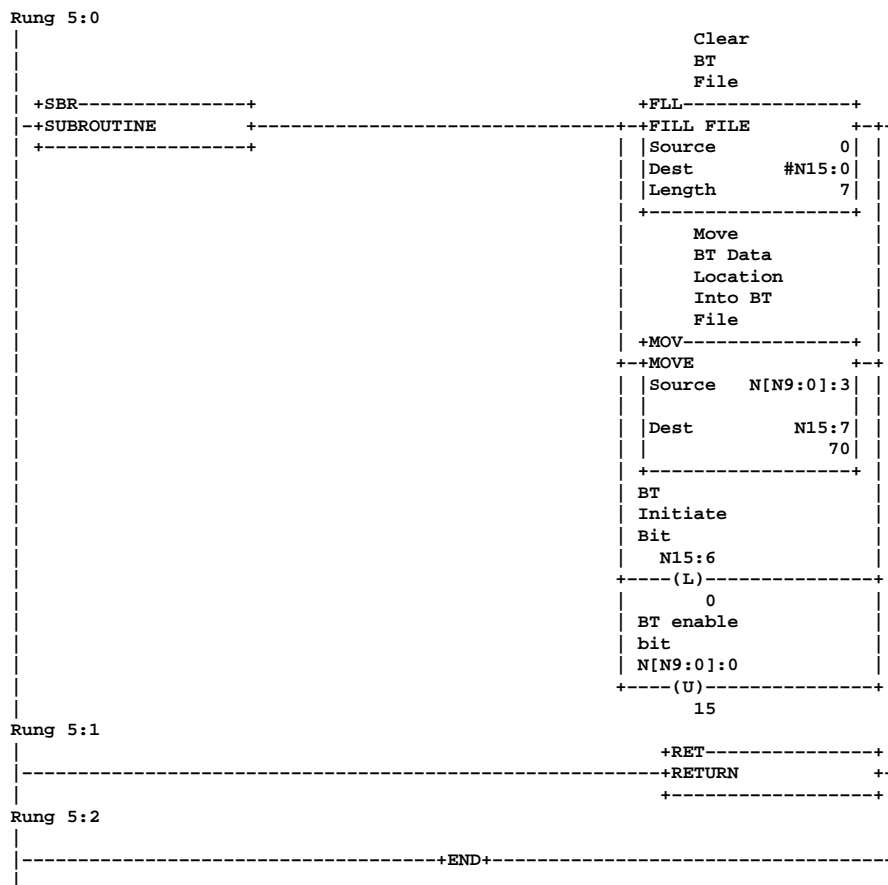 Rung 5:0
Clear
BT
File
+SBR---------------+ +FLL---------------+
-+SUBROUTINE +--------------------------------+-+FILL FILE +-+-
+------------------+ |Source 0|
|Dest #N15:0|
|Length 7|
+------------------+
Move
BT Data
Location
Into BT
File
+MOV---------------+
+-+MOVE +-+
|Source N[N9:0]:3|
|Dest N15:7|
70|
+------------------+
BT
Initiate
Bit
N15:6
+----(L)---------------+
0
BT enable
bit
N[N9:0]:0
+----(U)---------------+
15
Rung 5:1
+RET---------------+
---------------------------------------------------------+RETURN +-
+------------------+
Rung 5:2
-------------------------------------+END+-----------------------------------